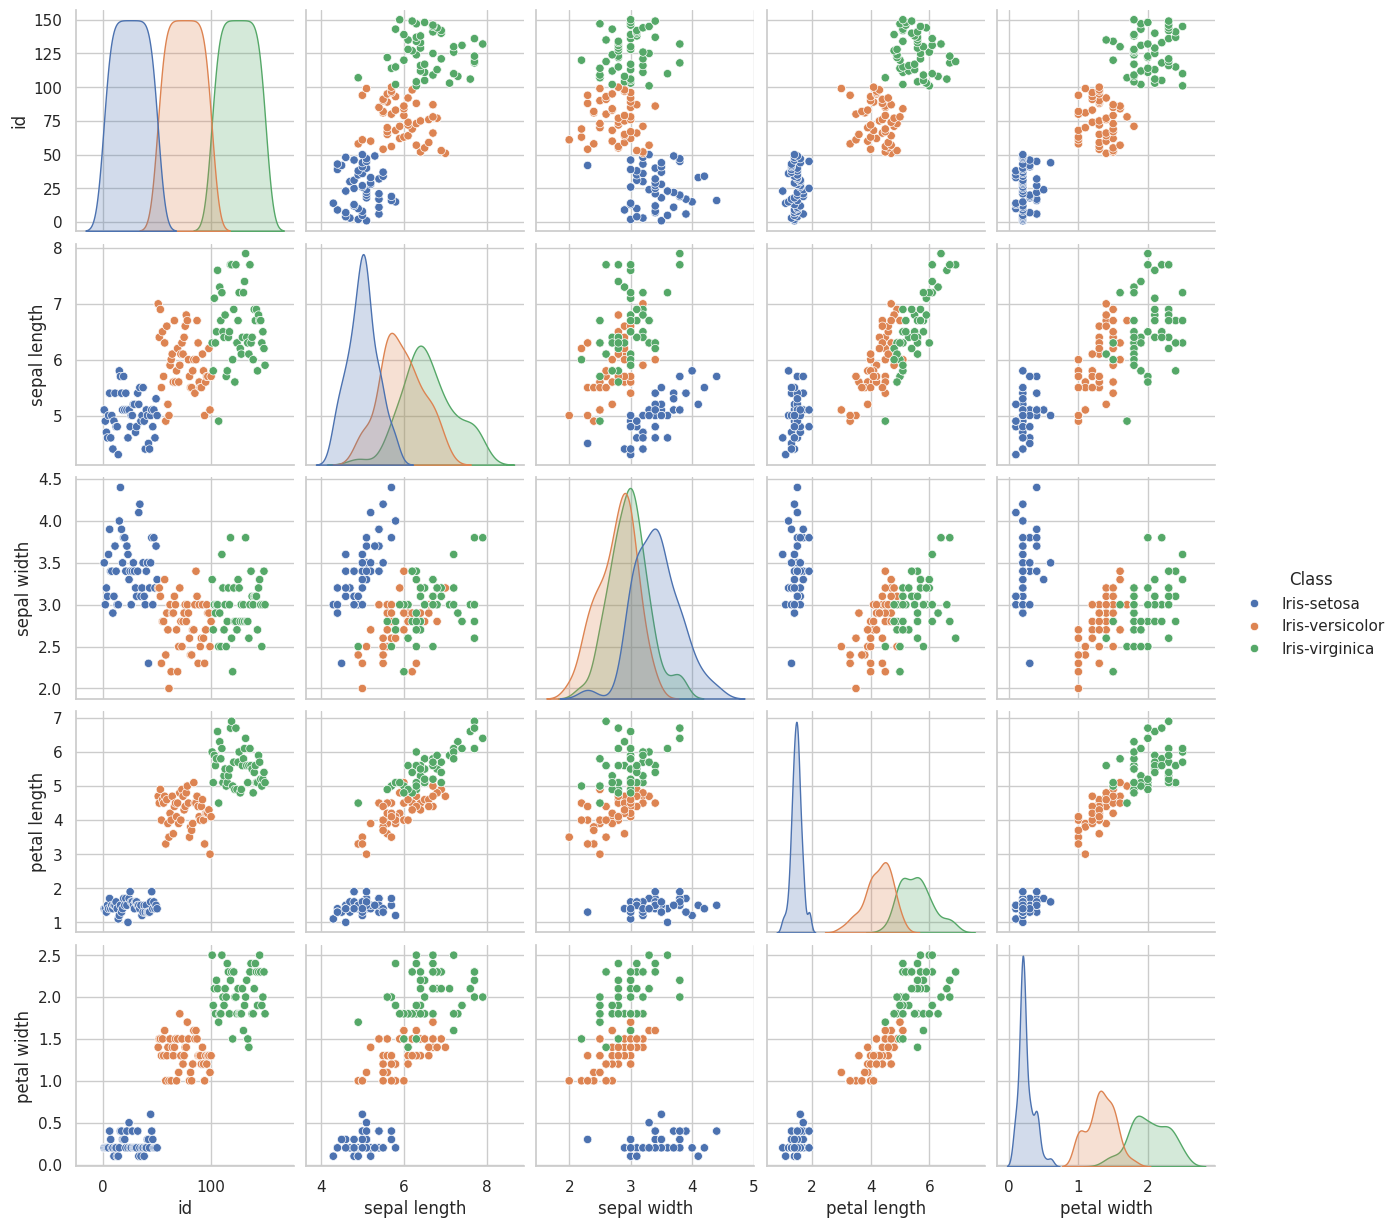 150
125
100
75
50
25
0
id
8
7
6
5
sepal length
4.5
4.0
3.5
3.0
2.5
2.0
sepal width
Class
Iris-setosa
Iris-versicolor
Iris-virginica
7
6
5
4
3
2
1
petal length
2.5
2.0
1.5
1.0
0.5
0.0
petal width
0 100
id
4 6 8
sepal length
2 3 4 5
sepal width
2 4 6
petal length
0 1 2
petal width